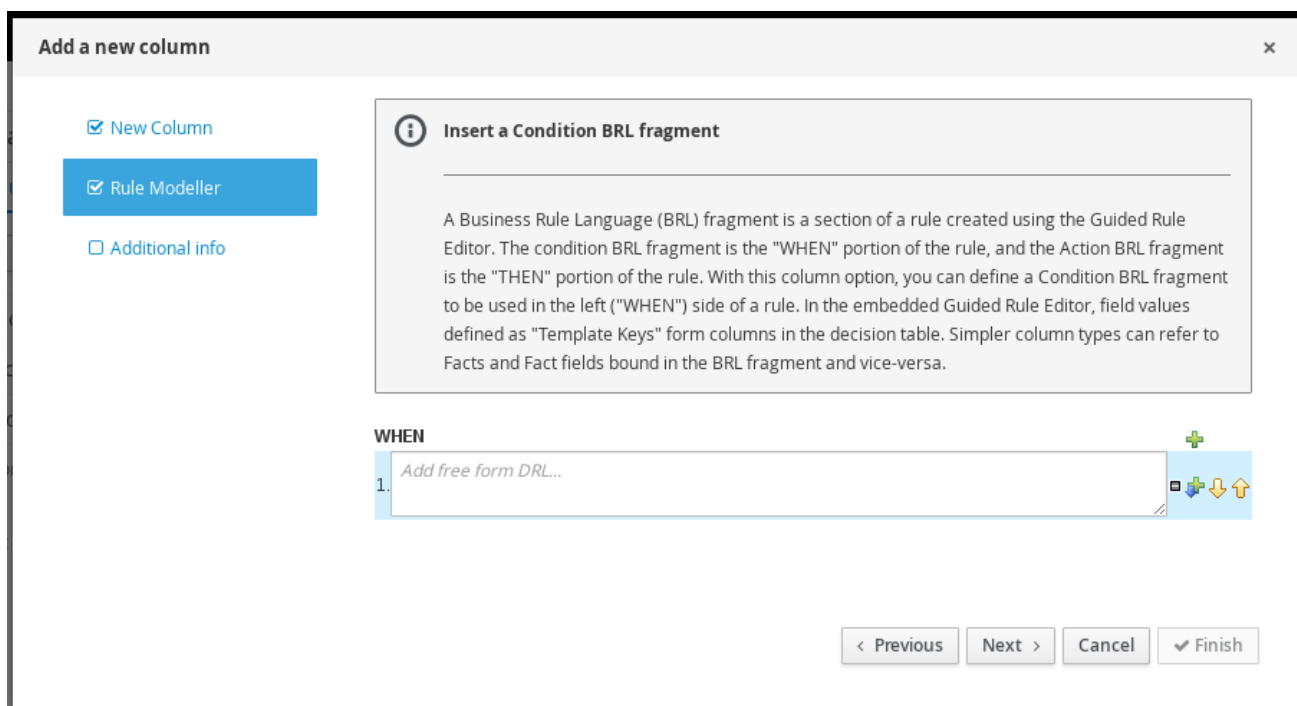 Add a new column
×
New Column
Rule Modeller
Additional info
Insert a Condition BRL fragment
A Business Rule Language (BRL) fragment is a section of a rule created using the Guided Rule
Editor. The condition BRL fragment is the "WHEN" portion of the rule, and the Action BRL fragment
is the "THEN" portion of the rule. With this column option, you can define a Condition BRL fragment
to be used in the left ("WHEN") side of a rule. In the embedded Guided Rule Editor, field values
defined as "Template Keys" form columns in the decision table. Simpler column types can refer to
Facts and Fact fields bound in the BRL fragment and vice-versa.
WHEN
1. Add free form DRL...
< Previous Next > Cancel Finish